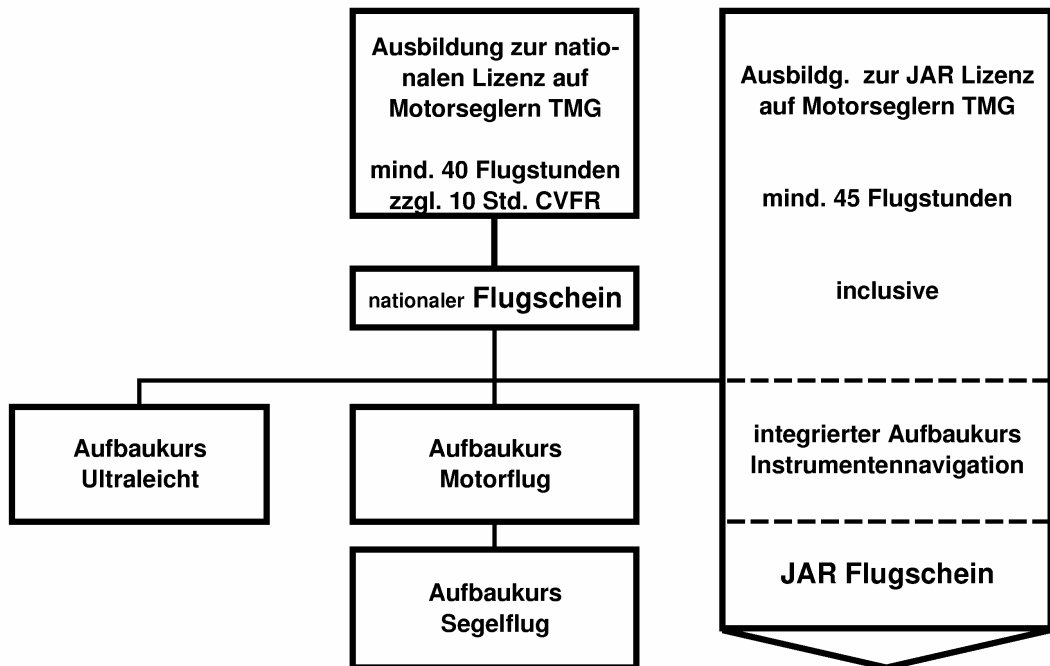 Ausbildung zur natio-
nalen Lizenz auf
Motorseglern TMG
mind. 40 Flugstunden
zzgl. 10 Std. CVFR
nationaler Flugschein
Aufbaukurs
Ultraleicht
Aufbaukurs
Motorflug
Aufbaukurs
Segelflug
Ausbildg. zur JAR Lizenz
auf Motorseglern TMG
mind. 45 Flugstunden
inclusive
integrierter Aufbaukurs
Instrumentennavigation
JAR Flugschein